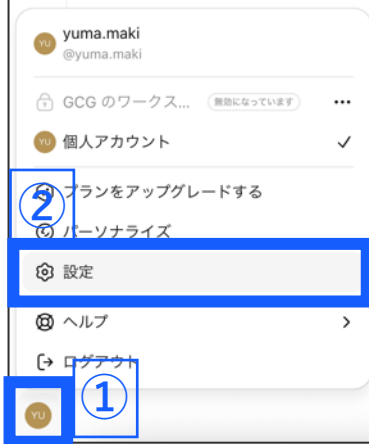 yuma.maki
YU
@yuma.maki
GCG のワークス... 無効になっています
YU 個人アカウント
プランをアップグレードする
②
パーソナライズ
設定
ヘルプ
ログアウト
①
YU